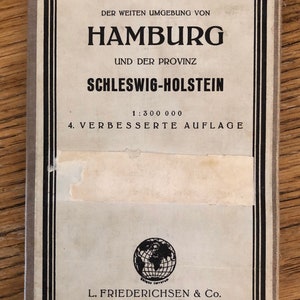 DER WEITEN UMGEBUNG VON
HAMBURG
UND DER PROVINZ
SCHLESWIG-HOLSTEIN
1:300 000
4. VERBESSERTE AUFLAGE
L. FRIEDERICHSEN & Co.